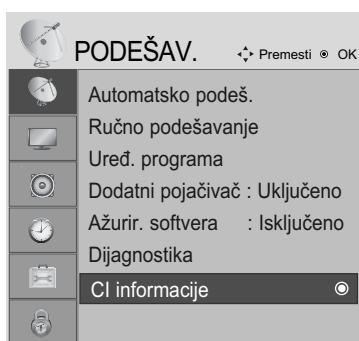 PODEŠAV. Premesti OK
Automatsko podeš.
Ručno podešavanje
Uređ. programa
Dodatni pojačivač : Uključeno
Ažurir. softvera : Isključeno
Dijagnostika
CI informacije